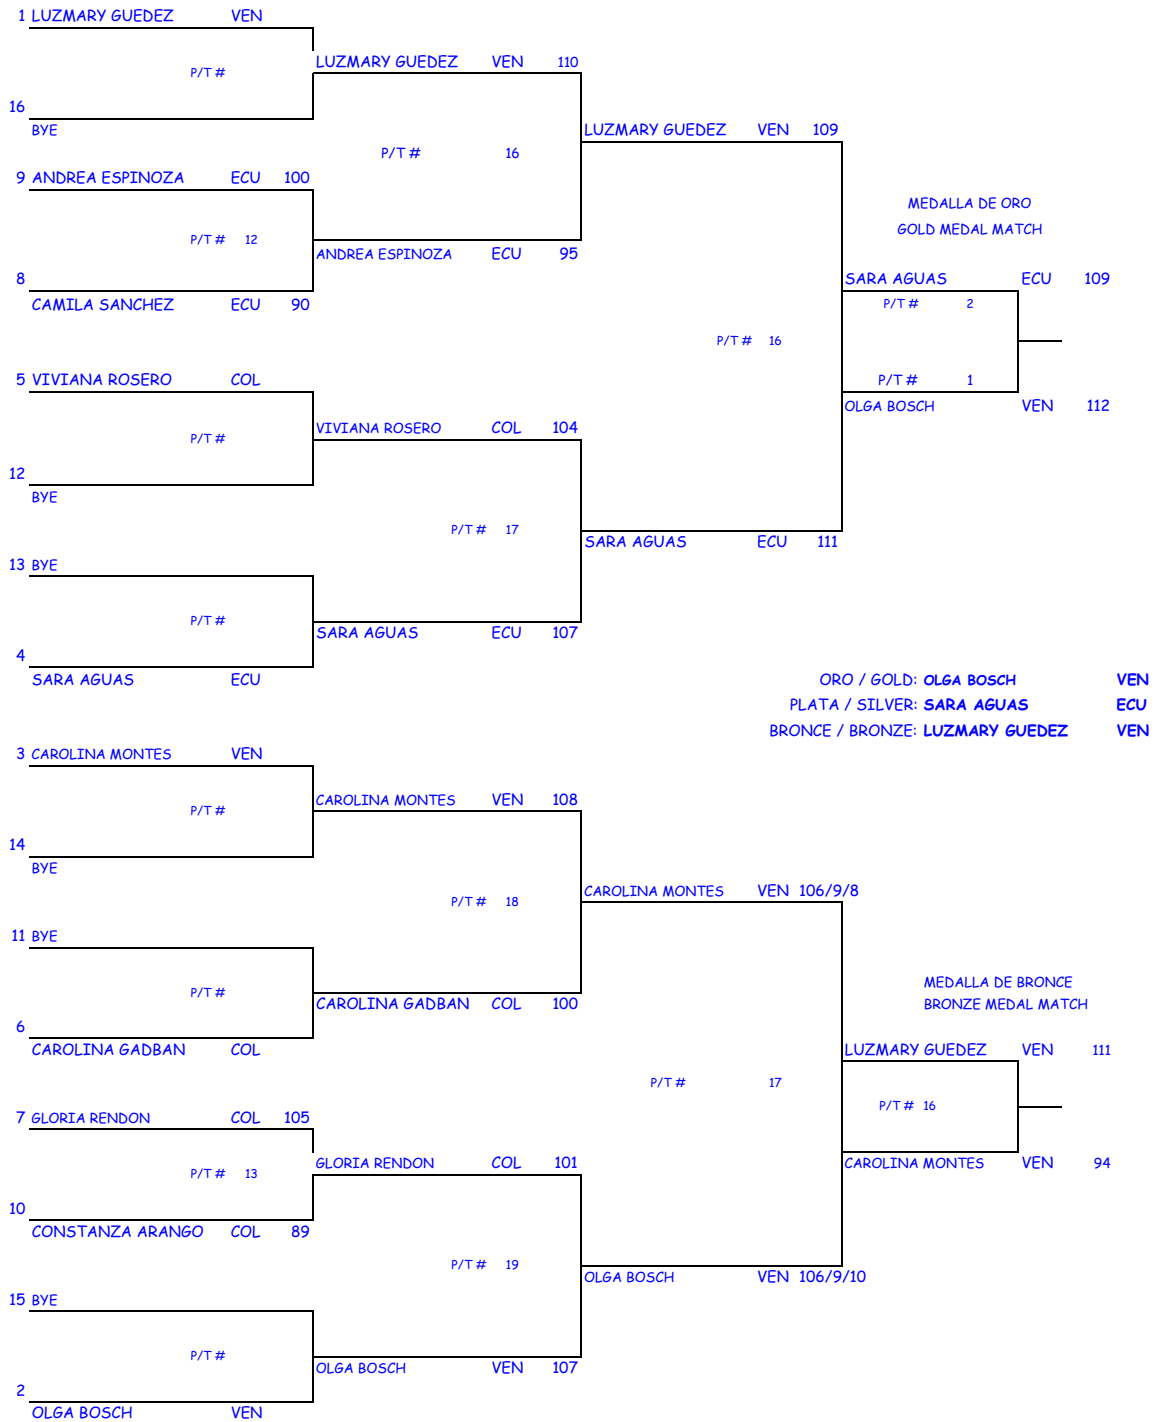 1 LUZMARY GUEDEZ VEN
LUZMARY GUEDEZ VEN 110
P/T #
16
BYE
LUZMARY GUEDEZ VEN 109
P/T # 16
9 ANDREA ESPINOZA ECU 100
MEDALLA DE ORO
GOLD MEDAL MATCH
P/T # 12
ANDREA ESPINOZA ECU 95
8
SARA AGUAS ECU 109
CAMILA SANCHEZ ECU 90
P/T # 2
P/T # 16
5 VIVIANA ROSERO COL
P/T # 1
OLGA BOSCH VEN 112
VIVIANA ROSERO COL 104
P/T #
12
BYE
P/T # 17
SARA AGUAS ECU 111
13 BYE
P/T #
SARA AGUAS ECU 107
4
SARA AGUAS ECU
ORO / GOLD: OLGA BOSCH VEN
PLATA / SILVER: SARA AGUAS ECU
BRONCE / BRONZE: LUZMARY GUEDEZ VEN
3 CAROLINA MONTES VEN
CAROLINA MONTES VEN 108
P/T #
14
BYE
CAROLINA MONTES VEN 106/9/8
P/T # 18
11 BYE
MEDALLA DE BRONCE
BRONZE MEDAL MATCH
P/T #
CAROLINA GADBAN COL 100
6
CAROLINA GADBAN COL
LUZMARY GUEDEZ VEN 111
P/T # 17
P/T # 16
7 GLORIA RENDON COL 105
GLORIA RENDON COL 101
CAROLINA MONTES VEN 94
P/T # 13
10
CONSTANZA ARANGO COL 89
P/T # 19
OLGA BOSCH VEN 106/9/10
15 BYE
P/T #
OLGA BOSCH VEN 107
2
OLGA BOSCH VEN